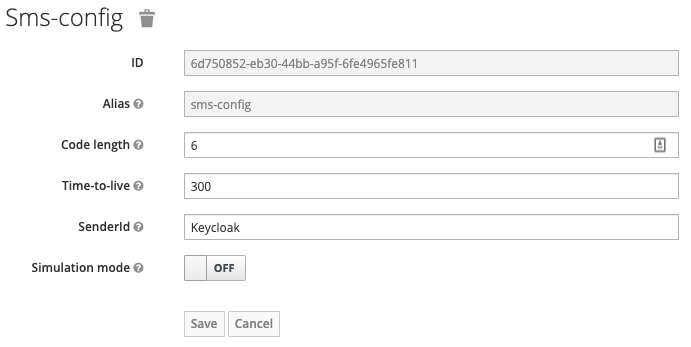 Sms-config
ID 6d750852-eb30-44bb-a95f-6fe4965fe811
Alias sms-config
Code length 6
Time-to-live 300
SenderId Keycloak
Simulation mode OFF
Save Cancel